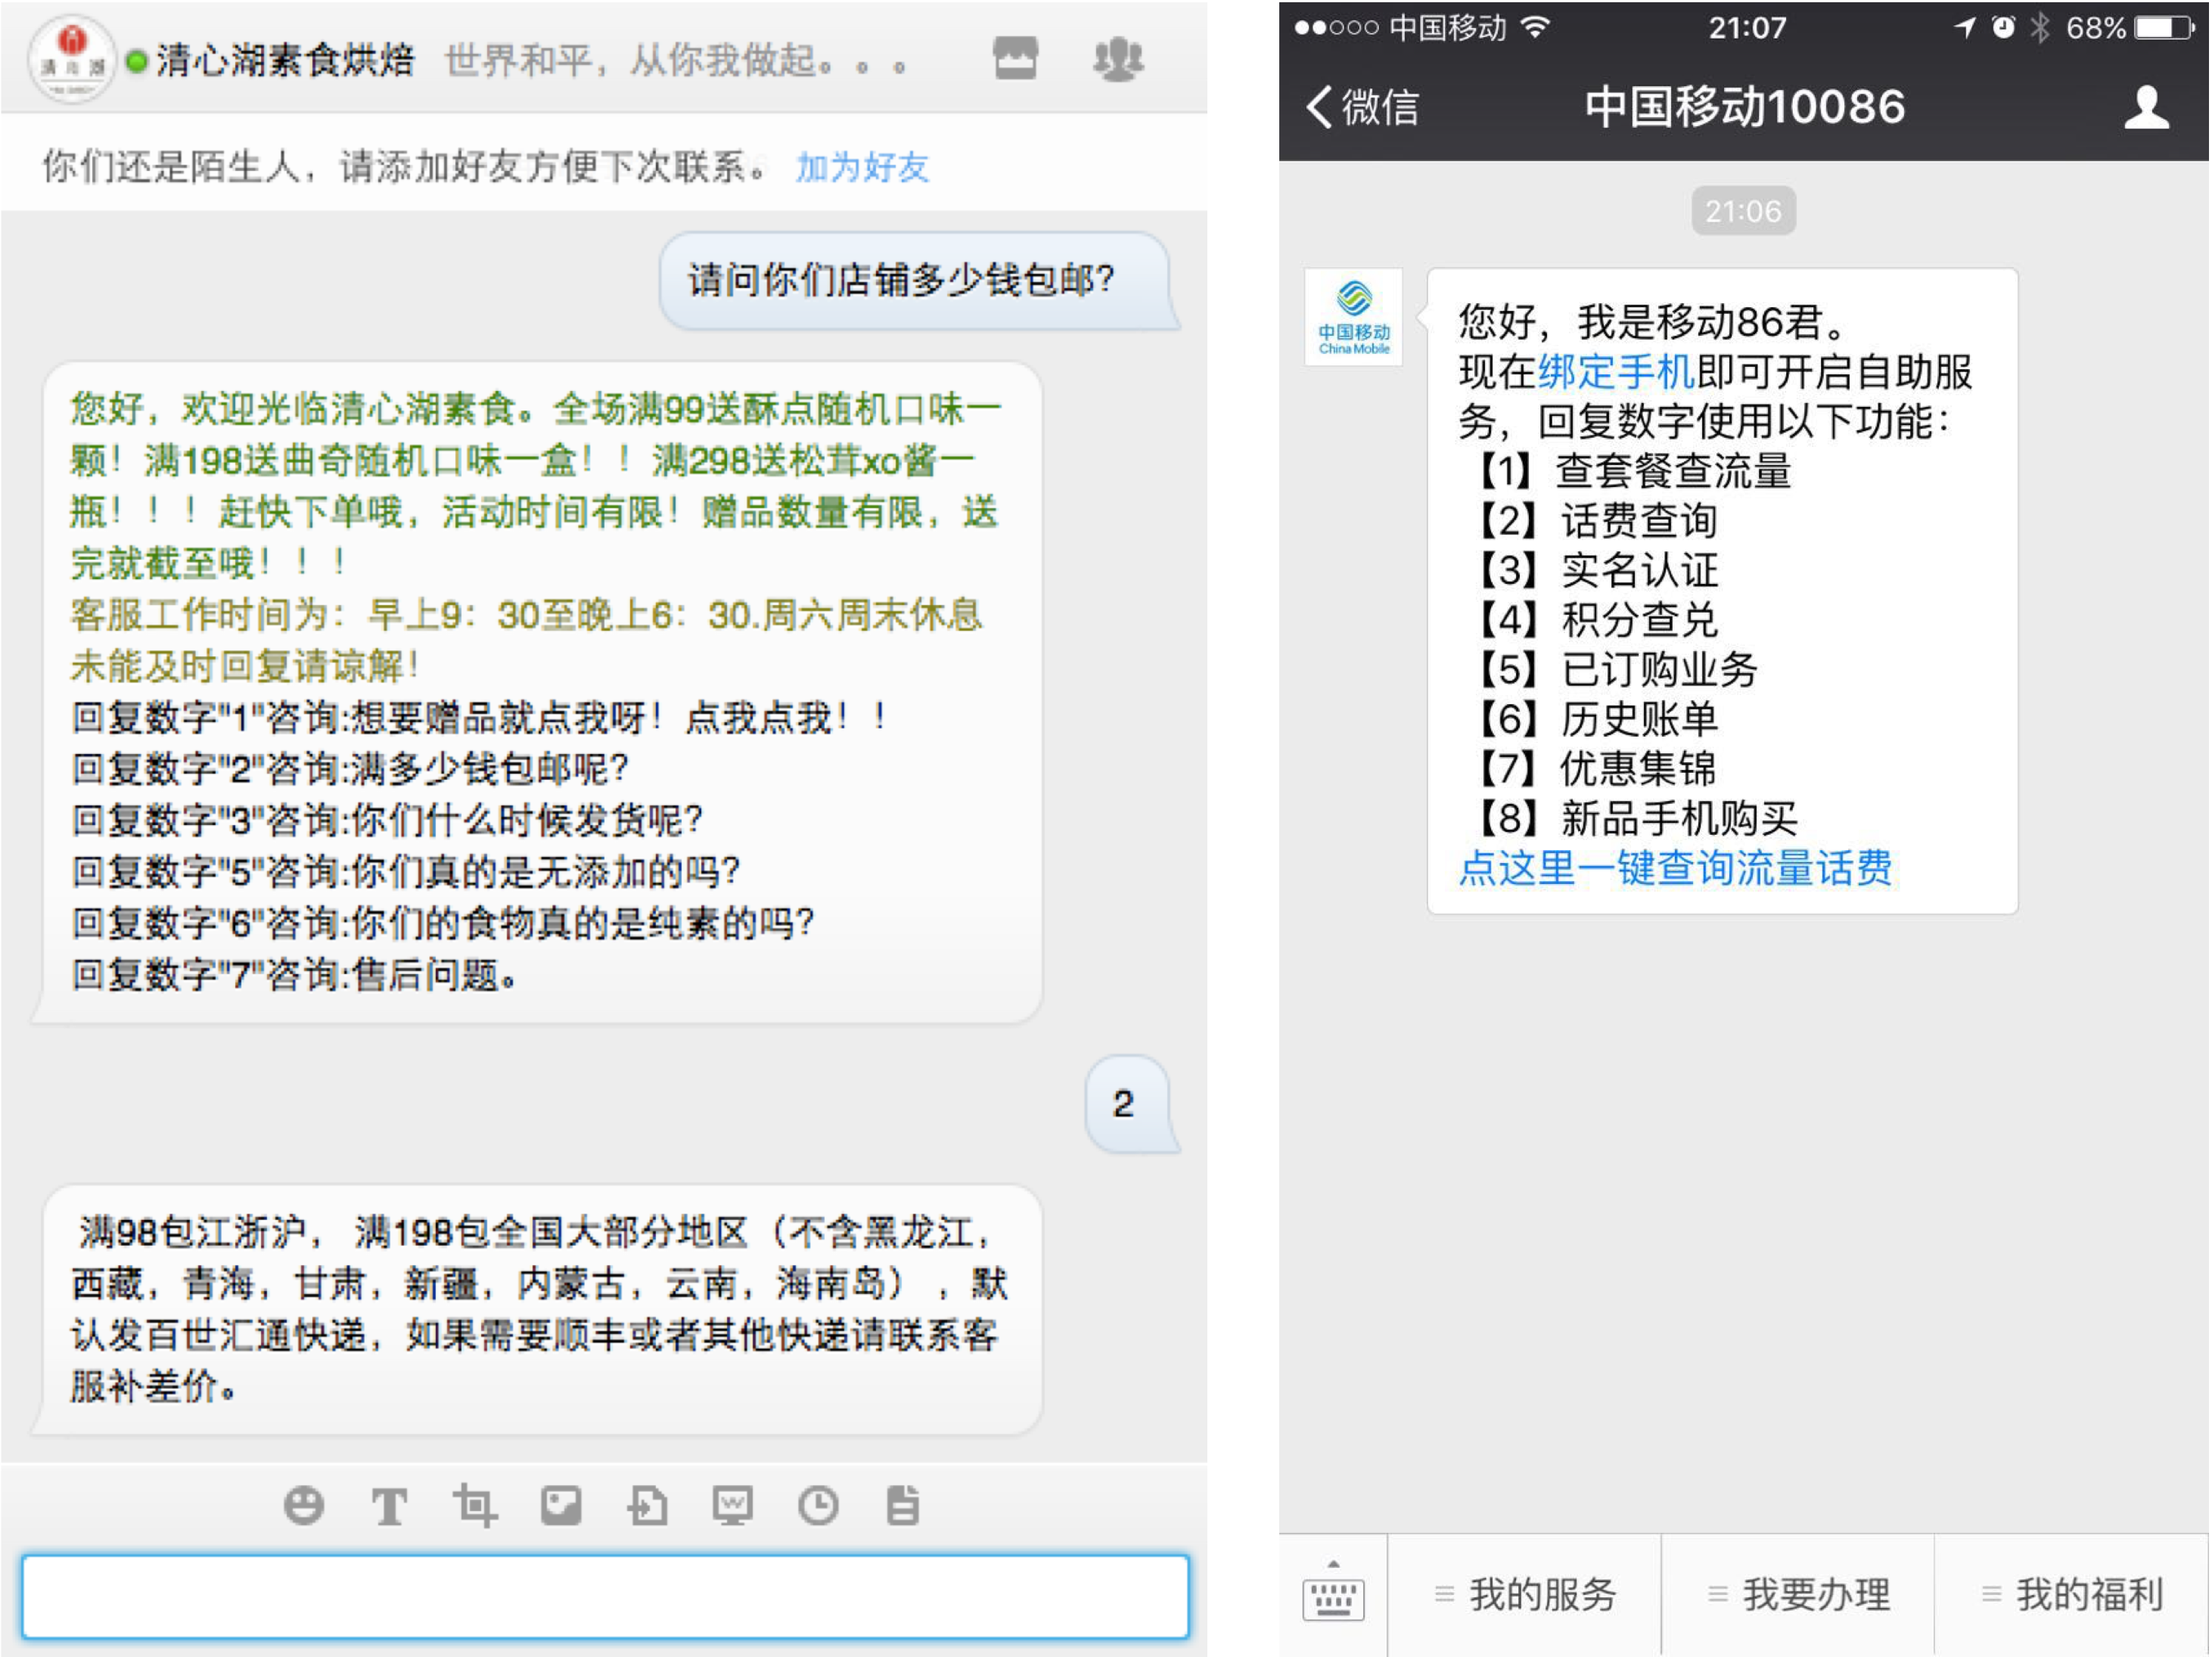 清心湖素食烘焙 世界和平，从你我做起。。。
你们还是陌生人，请添加好友方便下次联系。 加为好友
请问你们店铺多少钱包邮？
您好，欢迎光临清心湖素食。全场满99送酥点随机口味一
颗！满198送曲奇随机口味一盒！！满298送松茸xo酱一
瓶！！！赶快下单哦，活动时间有限！赠品数量有限，送
完就截至哦！！！
客服工作时间为：早上9：30至晚上6：30.周六周末休息
未能及时回复请谅解！
回复数字"1"咨询:想要赠品就点我呀！点我点我！！
回复数字"2"咨询:满多少钱包邮呢？
回复数字"3"咨询:你们什么时候发货呢？
回复数字"5"咨询:你们真的是无添加的吗？
回复数字"6"咨询:你们的食物真的是纯素的吗？
回复数字"7"咨询:售后问题。
2
满98包江浙沪， 满198包全国大部分地区（不含黑龙江，
西藏，青海，甘肃，新疆，内蒙古，云南，海南岛），默
认发百世汇通快递，如果需要顺丰或者其他快递请联系客
服补差价。
中国移动 21:07 68%
微信 中国移动10086
21:06
中国移动
China Mobile
您好，我是移动86君。
现在绑定手机即可开启自助服
务，回复数字使用以下功能：
【1】查套餐查流量
【2】话费查询
【3】实名认证
【4】积分查兑
【5】已订购业务
【6】历史账单
【7】优惠集锦
【8】新品手机购买
点这里一键查询流量话费
我的服务 我要办理 我的福利